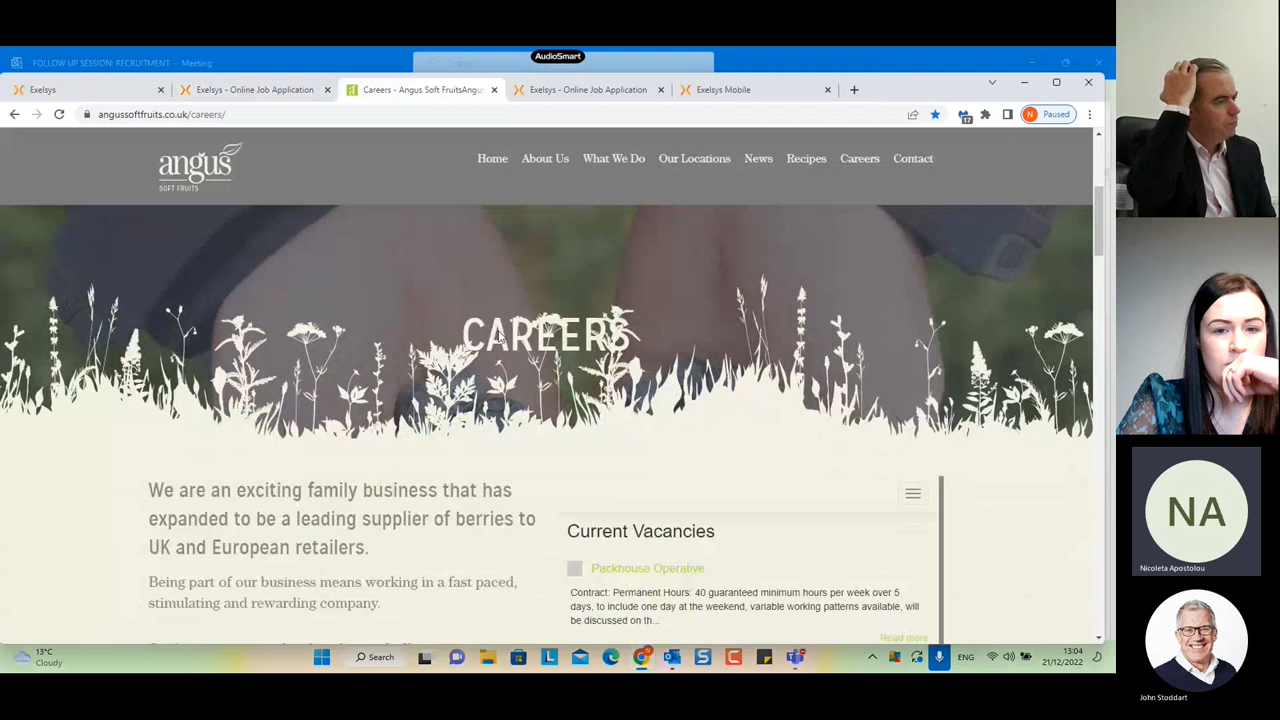 AudioSmart
FOLLOW UP SESSION: RECRUITMENT - Meeting
Exelsys
Exelsys - Online Job Application
Careers - Angus Soft FruitsAngus
Exelsys - Online Job Application
Exelsys Mobile
angussoftfruits.co.uk/careers/
17
N
Paused
angus
SOFT FRUITS
Home
About Us
What We Do
Our Locations
News
Recipes
Careers
Contact
CAREERS
We are an exciting family business that has
expanded to be a leading supplier of berries to
UK and European retailers.
Being part of our business means working in a fast paced,
stimulating and rewarding company.
Current Vacancies
Packhouse Operative
Contract: Permanent Hours: 40 guaranteed minimum hours per week over 5
days, to include one day at the weekend, variable working patterns available, will
be discussed on th...
Read more
NA
Nicoleta Apostolou
John Stoddart
13°C
Cloudy
Search
ENG
13:04
21/12/2022